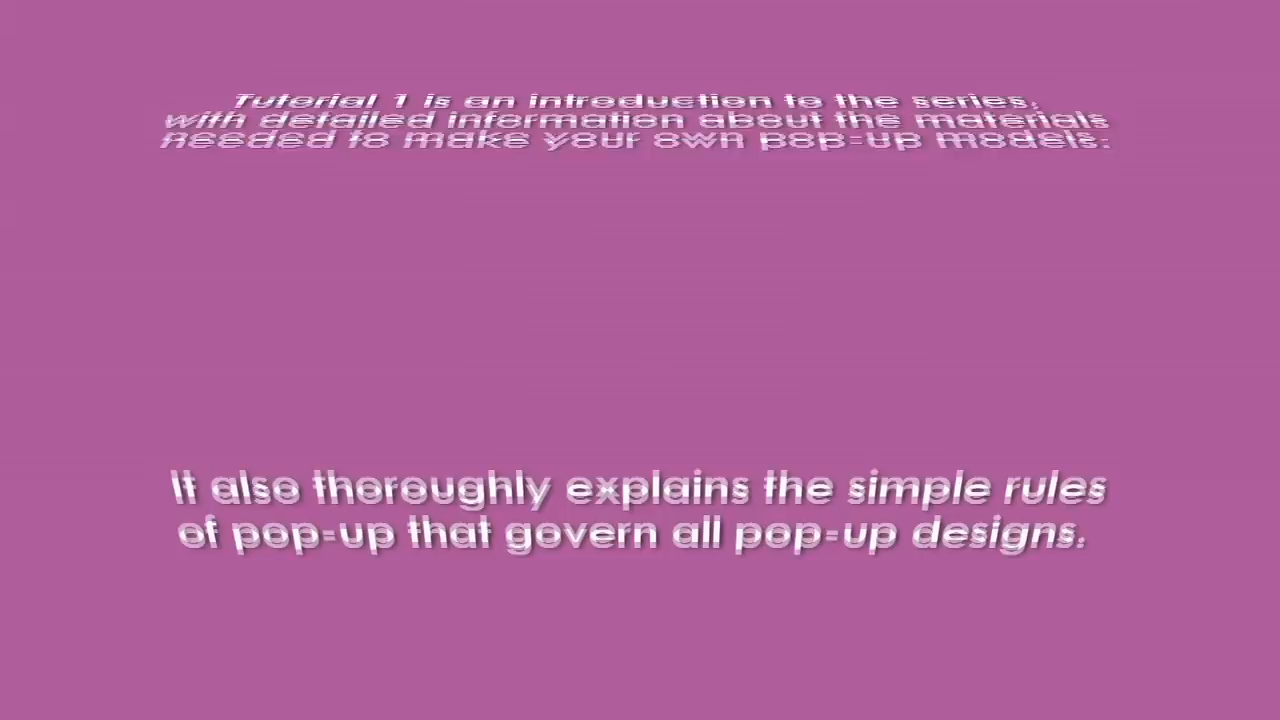 Tutorial 1 is an introduction to the series,
with detailed information about the materials
needed to make your own pop-up models.
It also thoroughly explains the simple rules
of pop-up that govern all pop-up designs.